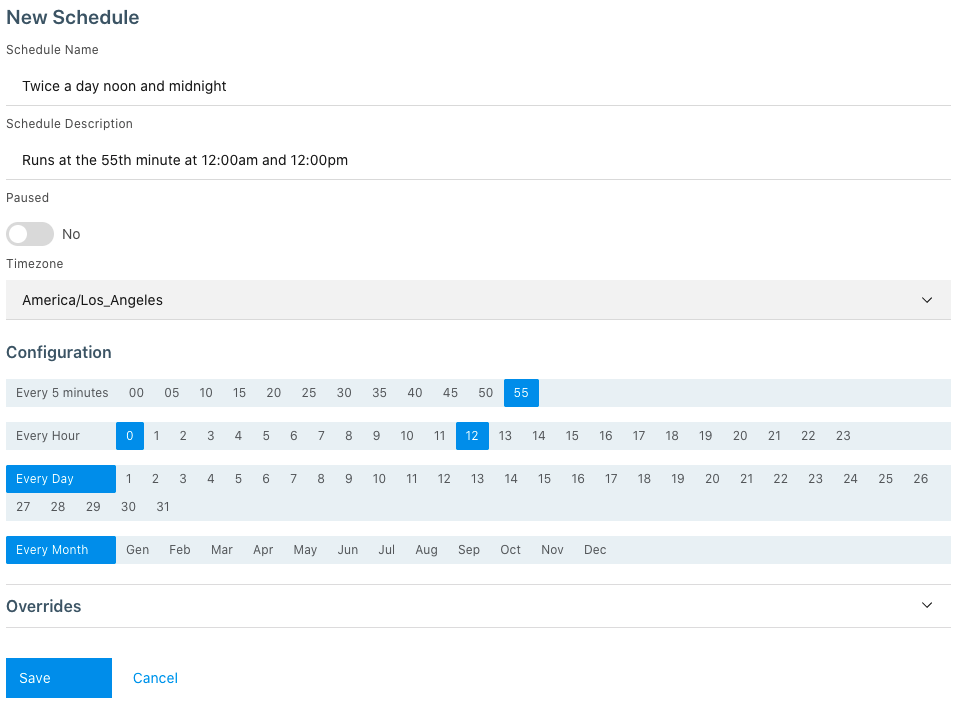 New Schedule
Schedule Name
Twice a day noon and midnight
Schedule Description
Runs at the 55th minute at 12:00am and 12:00pm
Paused
No
Timezone
America/Los_Angeles
Configuration
Every 5 minutes 00 05 10 15 20 25 30 35 40 45 50 55
Every Hour 0 1 2 3 4 5 6 7 8 9 10 11 12 13 14 15 16 17 18 19 20 21 22 23
Every Day 1 2 3 4 5 6 7 8 9 10 11 12 13 14 15 16 17 18 19 20 21 22 23 24 25 26
27 28 29 30 31
Every Month Gen Feb Mar Apr May Jun Jul Aug Sep Oct Nov Dec
Overrides
Save Cancel